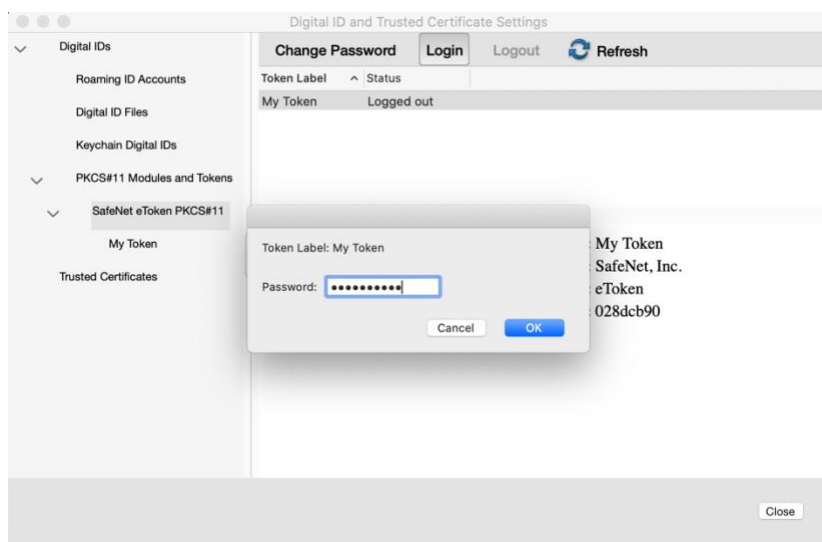 Digital ID and Trusted Certificate Settings
Digital IDs
Roaming ID Accounts
Digital ID Files
Keychain Digital IDs
PKCS#11 Modules and Tokens
SafeNet eToken PKCS#11
My Token
Trusted Certificates
Change Password Login Logout Refresh
Token Label Status
My Token Logged out
Token Label: My Token
Password: ••••••••••
Cancel OK
: My Token
: SafeNet, Inc.
: eToken
: 028dcb90
Close